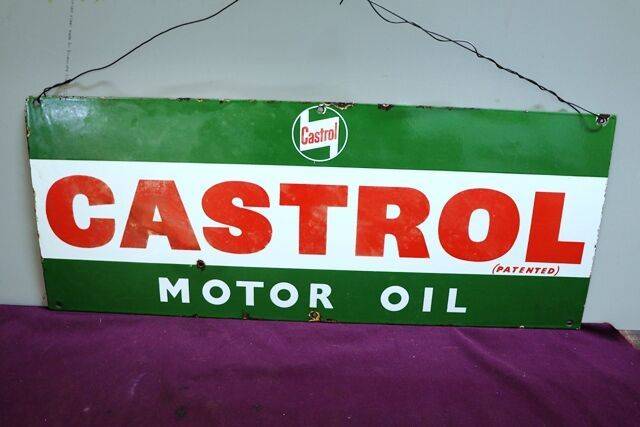 Castrol
CASTROL
(PATENTED)
MOTOR OIL